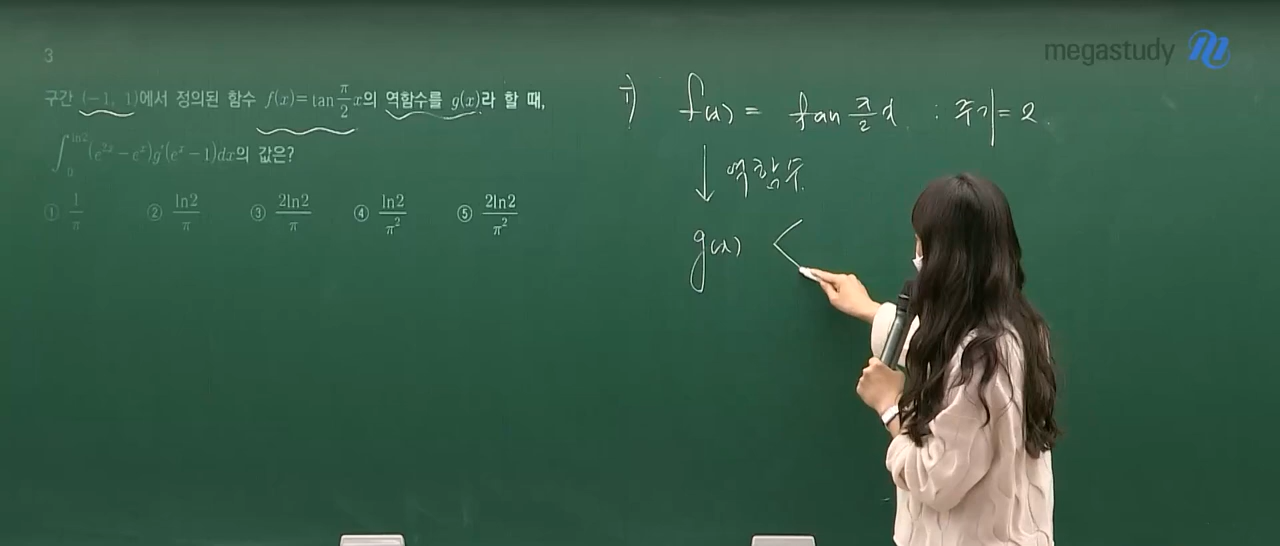 megastudy
3
구간 (-1, 1)에서 정의된 함수 f(x)=tan π/2 x의 역함수를 g(x)라 할 때,
∫₀^{ln2} (e^{2x}-e^x)g'(e^x-1)dx의 값은?
① 1/π ② ln2/π ③ 2ln2/π ④ ln2/π² ⑤ 2ln2/π²
i) f(x) = tan π/2 x : 주기 = 2
↓ 역함수
g(x) <